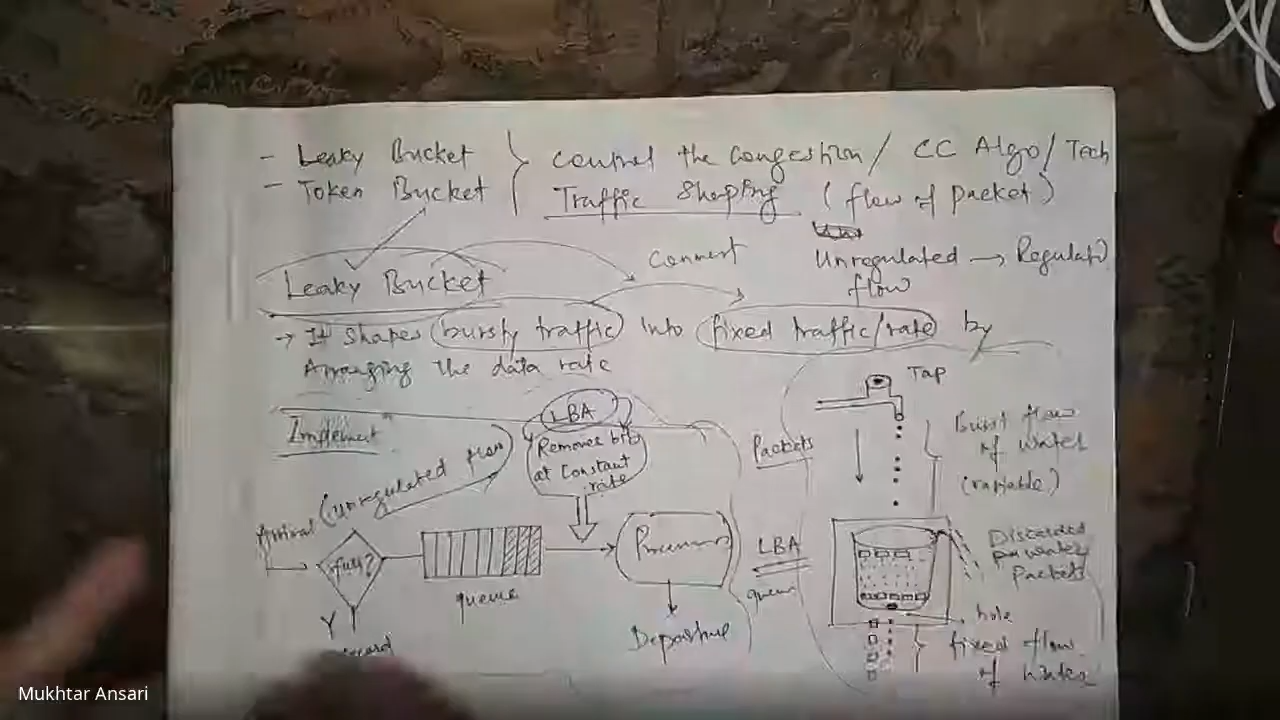 - Leaky Bucket
- Token Bucket
control the congestion / CC Algo / Tech
Traffic Shaping (flow of packet)
Unregulated → Regulated
flow
Leaky Bucket
convert
→ It shapes bursty traffic into fixed traffic/rate by
Arranging the data rate
Implement
LBA
Removes bits
at Constant
rate
Arrival (unregulated flow)
full?
Y
queue
Processor
Departure
Tap
Packets
Burst flow
of water
(variable)
LBA
queue
Discarded
water
Packets
hole
fixed flow
of water
Mukhtar Ansari